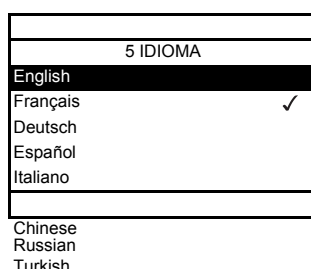 5 IDIOMA
English
Français ✓
Deutsch
Español
Italiano
Chinese
Russian
Turkish